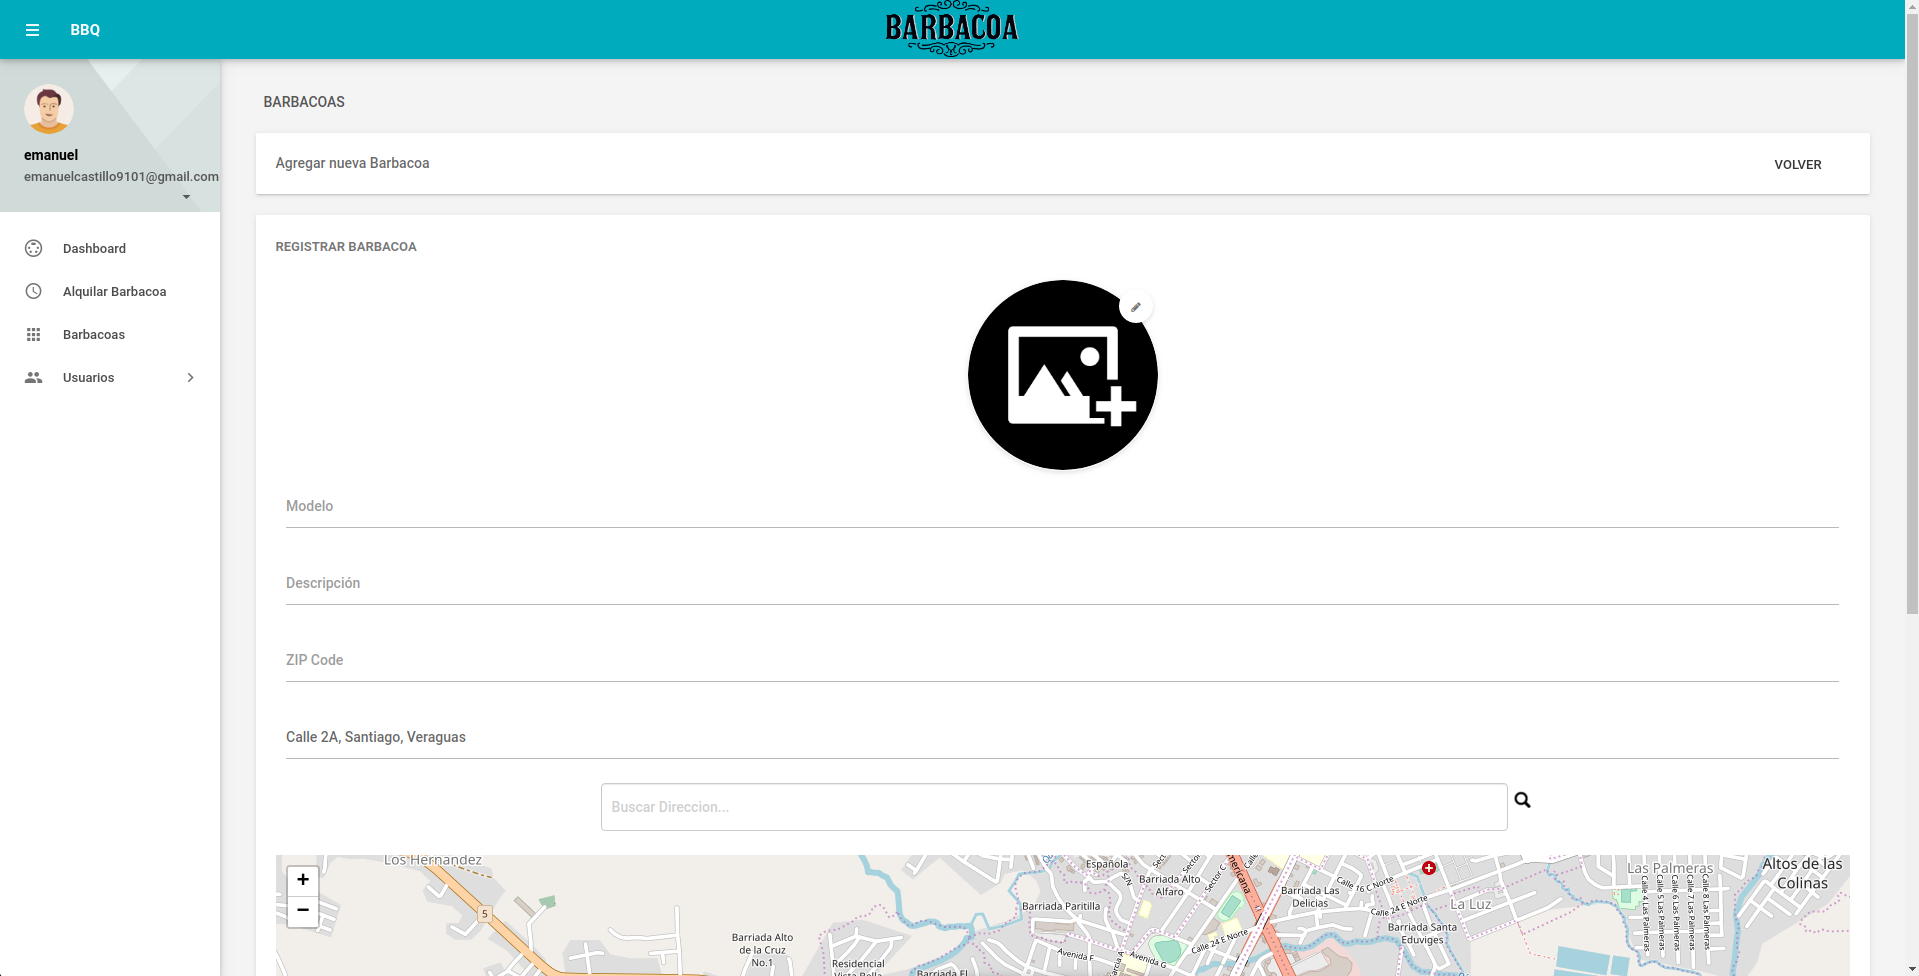 BBQ
BARBACOA
emanuel
emanuelcastillo9101@gmail.com
Dashboard
Alquilar Barbacoa
Barbacoas
Usuarios
BARBACOAS
Agregar nueva Barbacoa
VOLVER
REGISTRAR BARBACOA
Modelo
Descripción
ZIP Code
Calle 2A, Santiago, Veraguas
Buscar Direccion...
+
−
Los Hernandez
5
Española
Barriada Alto
Alfaro
Barriada Paritilla
Barriada Alto
de la Cruz
No.1
Residencial
Barriada El
Avenida F
Avenida G
Calle 24 E Norte
Barriada Las
Delicias
Calle 16 C Norte
Calle 24 E Norte
La Luz
Barriada Santa
Eduviges
Las Palmeras
Calle 4 Las Palmeras
Calle 5 Las Palmeras
Calle 6 Las Palmeras
Calle 7 Las Palmeras
Calle 8 Las Palmeras
Altos de las
Colinas